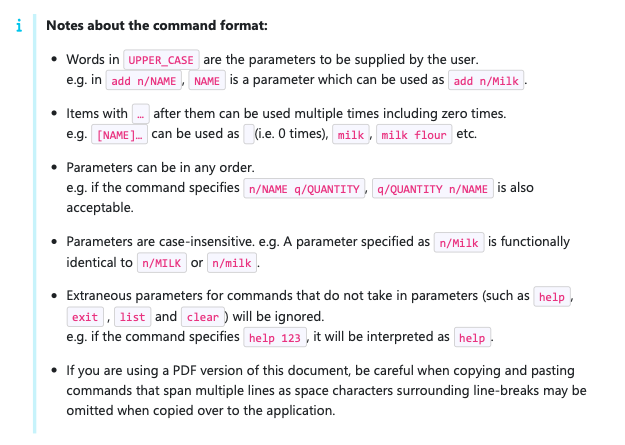 i Notes about the command format:
• Words in UPPER_CASE are the parameters to be supplied by the user.
e.g. in add n/NAME, NAME is a parameter which can be used as add n/Milk.
• Items with … after them can be used multiple times including zero times.
e.g. [NAME]… can be used as   (i.e. 0 times), milk, milk flour etc.
• Parameters can be in any order.
e.g. if the command specifies n/NAME q/QUANTITY, q/QUANTITY n/NAME is also
acceptable.
• Parameters are case-insensitive. e.g. A parameter specified as n/Milk is functionally
identical to n/MILK or n/milk.
• Extraneous parameters for commands that do not take in parameters (such as help,
exit, list and clear) will be ignored.
e.g. if the command specifies help 123, it will be interpreted as help.
• If you are using a PDF version of this document, be careful when copying and pasting
commands that span multiple lines as space characters surrounding line-breaks may be
omitted when copied over to the application.